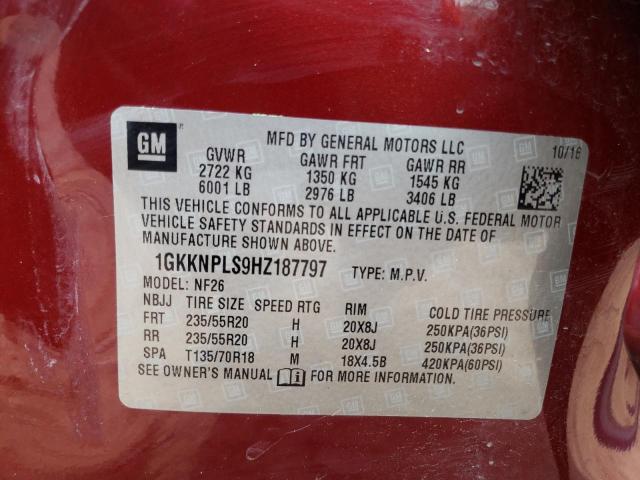 GM
MFD BY GENERAL MOTORS LLC
10/16
GVWR GAWR FRT GAWR RR
2722 KG 1350 KG 1545 KG
6001 LB 2976 LB 3406 LB
THIS VEHICLE CONFORMS TO ALL APPLICABLE U.S. FEDERAL MOTOR
VEHICLE SAFETY STANDARDS IN EFFECT ON THE DATE OF
MANUFACTURE SHOWN ABOVE.
1GKKNPLS9HZ187797 TYPE: M.P.V.
MODEL: NF26
NBJJ TIRE SIZE SPEED RTG RIM COLD TIRE PRESSURE
FRT 235/55R20 H 20X8J 250KPA(36PSI)
RR 235/55R20 H 20X8J 250KPA(36PSI)
SPA T135/70R18 M 18X4.5B 420KPA(60PSI)
SEE OWNER'S MANUAL FOR MORE INFORMATION.